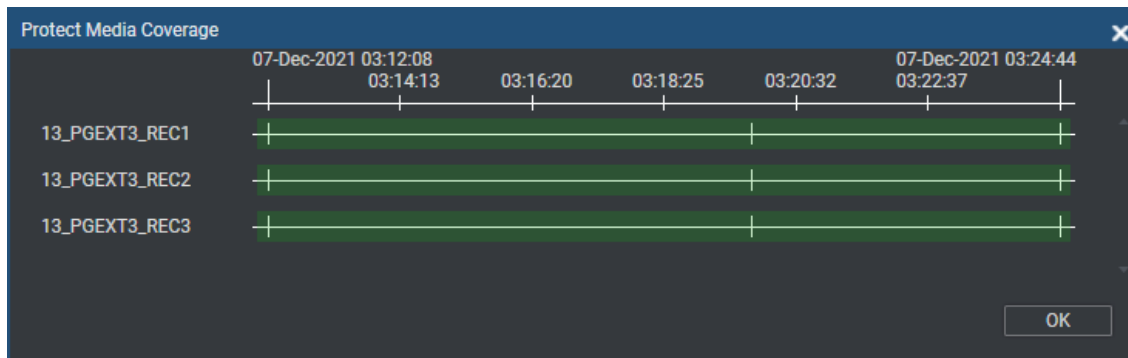 Protect Media Coverage
07-Dec-2021 03:12:08 07-Dec-2021 03:24:44
03:14:13 03:16:20 03:18:25 03:20:32 03:22:37
13_PGEXT3_REC1
13_PGEXT3_REC2
13_PGEXT3_REC3
OK